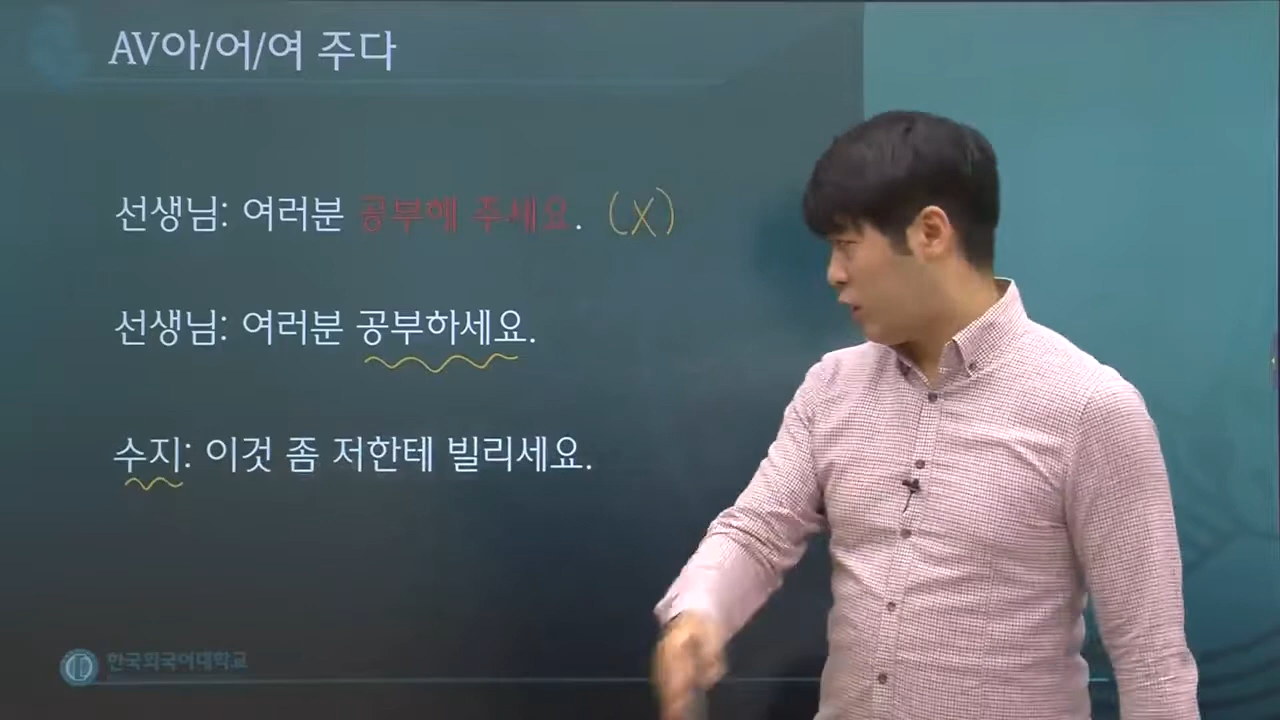 AV아/어/여 주다
선생님: 여러분 공부해 주세요. (X)
선생님: 여러분 공부하세요.
수지: 이것 좀 저한테 빌리세요.
한국외국어대학교